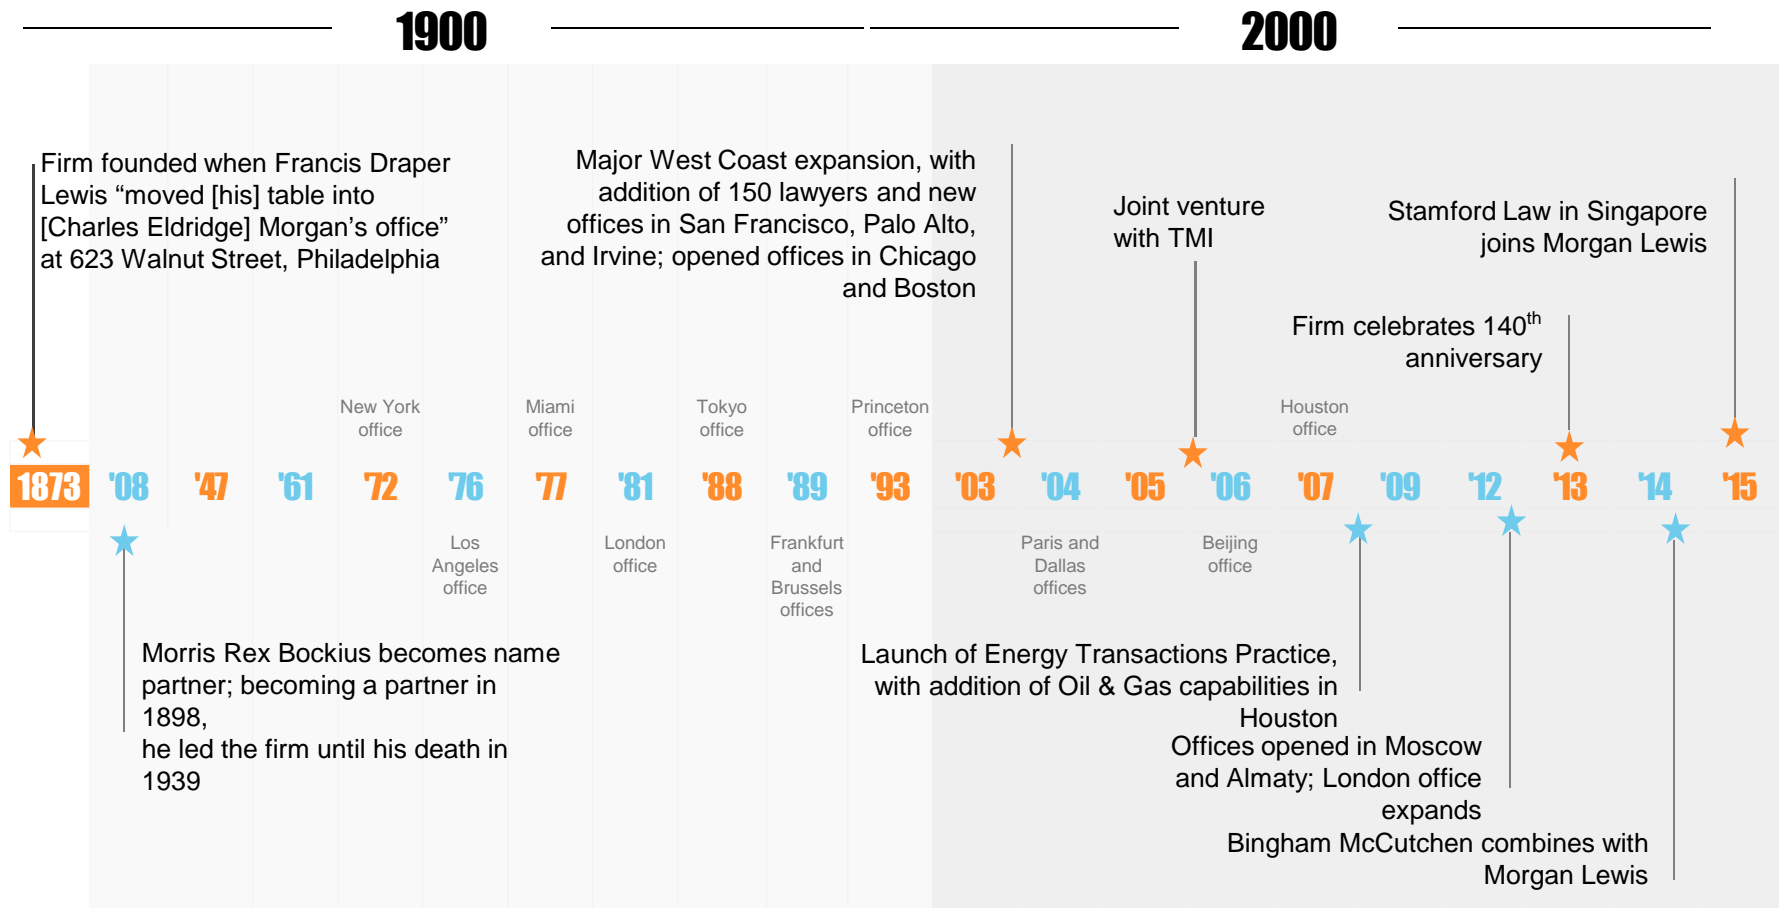 1900
2000
Firm founded when Francis Draper
Lewis “moved [his] table into
[Charles Eldridge] Morgan’s office”
at 623 Walnut Street, Philadelphia
Major West Coast expansion, with
addition of 150 lawyers and new
offices in San Francisco, Palo Alto,
and Irvine; opened offices in Chicago
and Boston
Joint venture
with TMI
Stamford Law in Singapore
joins Morgan Lewis
Firm celebrates 140th
anniversary
New York
office
Miami
office
Tokyo
office
Princeton
office
Houston
office
1873 '08 '47 '61 '72 '76 '77 '81 '88 '89 '93 '03 '04 '05 '06 '07 '09 '12 '13 '14 '15
Los
Angeles
office
London
office
Frankfurt
and
Brussels
offices
Paris and
Dallas
offices
Beijing
office
Morris Rex Bockius becomes name
partner; becoming a partner in
1898,
he led the firm until his death in
1939
Launch of Energy Transactions Practice,
with addition of Oil & Gas capabilities in
Houston
Offices opened in Moscow
and Almaty; London office
expands
Bingham McCutchen combines with
Morgan Lewis